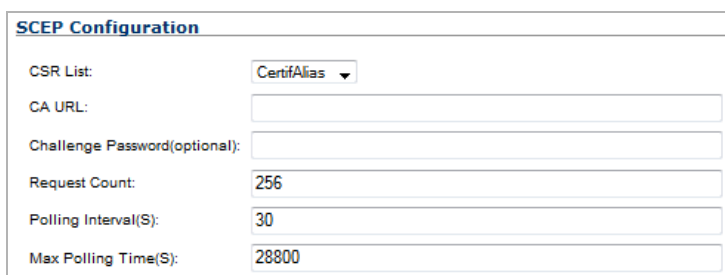 SCEP Configuration
CSR List: CertifAlias
CA URL:
Challenge Password(optional):
Request Count: 256
Polling Interval(S): 30
Max Polling Time(S): 28800